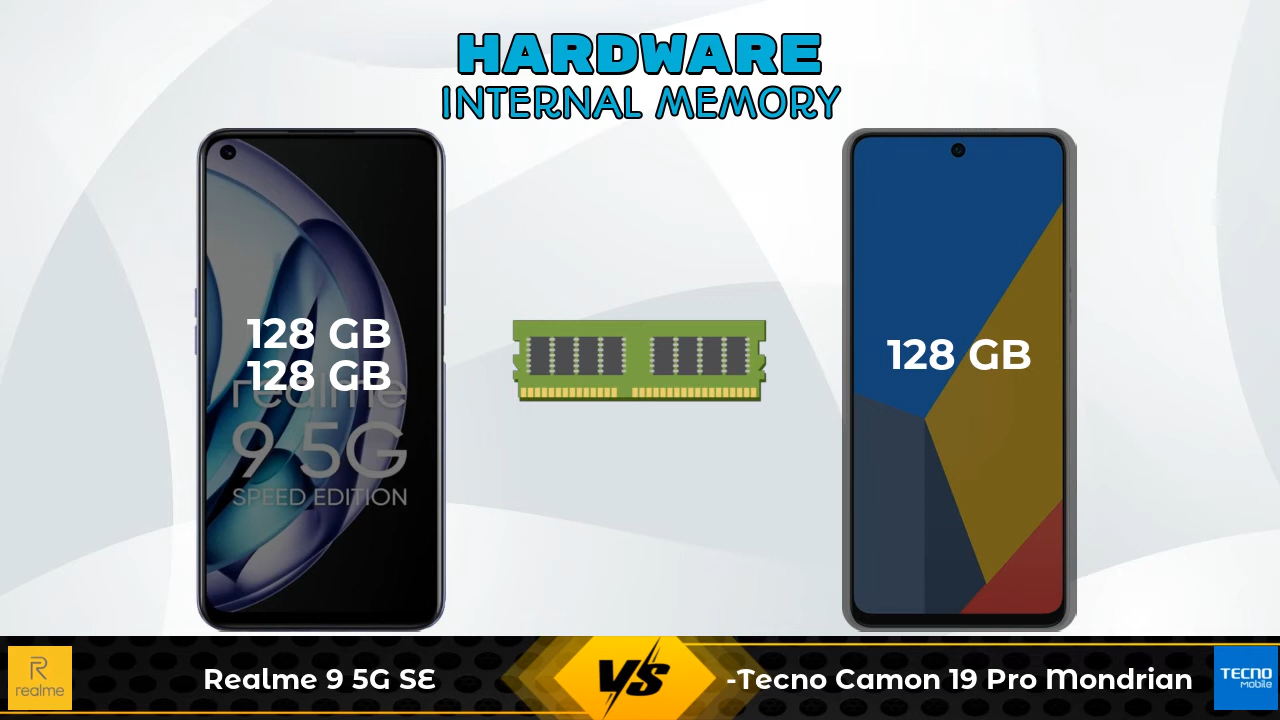 HARDWARE
INTERNAL MEMORY
128 GB
128 GB
realme
9 5G
SPEED EDITION
128 GB
realme
Realme 9 5G SE
VS
-Tecno Camon 19 Pro Mondrian
TECNO
mobile